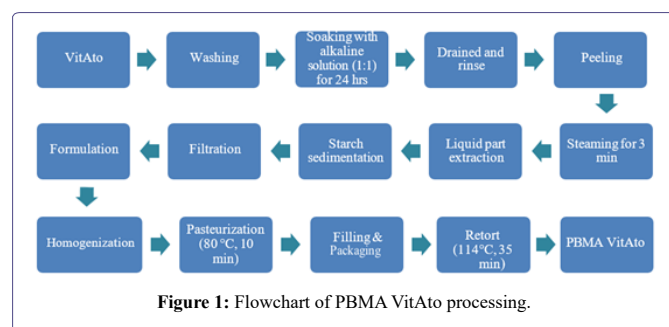 VitAto
Washing
Soaking with
alkaline
solution (1:1)
for 24 hrs
Drained and
rinse
Peeling
Steaming for 3
min
Liquid part
extraction
Starch
sedimentation
Filtration
Formulation
Homogenization
Pasteurization
(80 °C, 10
min)
Filling &
Packaging
Retort
(114°C, 35
min)
PBMA VitAto
Figure 1: Flowchart of PBMA VitAto processing.